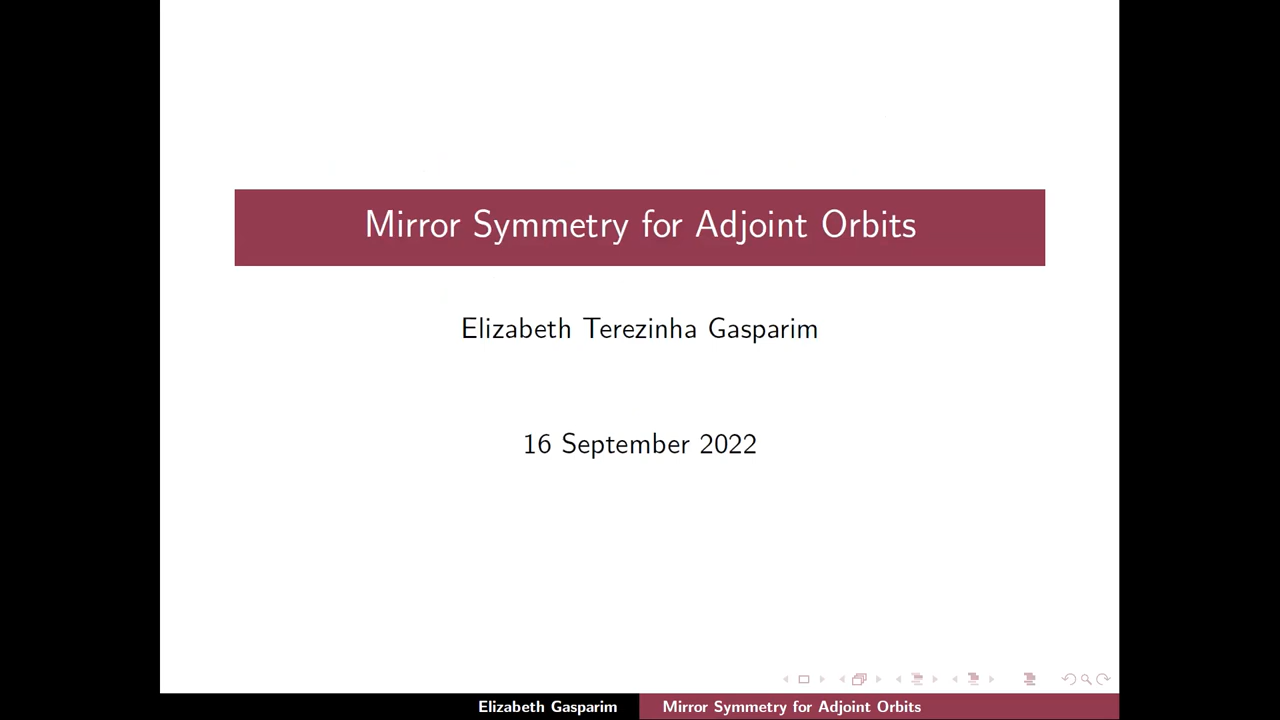 Mirror Symmetry for Adjoint Orbits
Elizabeth Terezinha Gasparim
16 September 2022
Elizabeth Gasparim
Mirror Symmetry for Adjoint Orbits